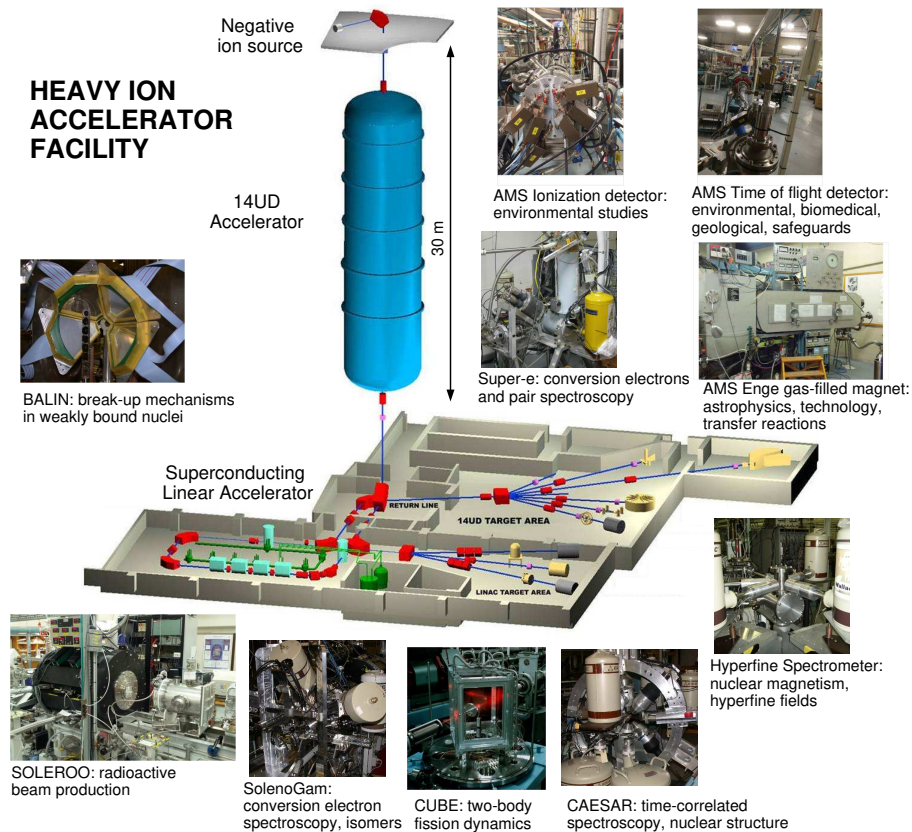 Negative
ion source
HEAVY ION
ACCELERATOR
FACILITY
14UD
Accelerator
30 m
AMS Ionization detector:
environmental studies
AMS Time of flight detector:
environmental, biomedical,
geological, safeguards
BALIN: break-up mechanisms
in weakly bound nuclei
Super-e: conversion electrons
and pair spectroscopy
AMS Enge gas-filled magnet:
astrophysics, technology,
transfer reactions
Superconducting
Linear Accelerator
RETURN LINE
14UD TARGET AREA
LINAC TARGET AREA
Hyperfine Spectrometer:
nuclear magnetism,
hyperfine fields
SOLEROO: radioactive
beam production
SolenoGam:
conversion electron
spectroscopy, isomers
CUBE: two-body
fission dynamics
CAESAR: time-correlated
spectroscopy, nuclear structure